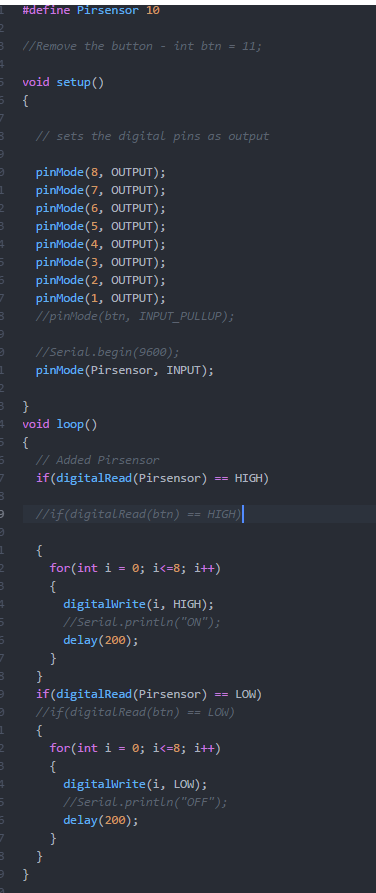 #define Pirsensor 10
//Remove the button - int btn = 11;
void setup()
{
// sets the digital pins as output
pinMode(8, OUTPUT);
pinMode(7, OUTPUT);
pinMode(6, OUTPUT);
pinMode(5, OUTPUT);
pinMode(4, OUTPUT);
pinMode(3, OUTPUT);
pinMode(2, OUTPUT);
pinMode(1, OUTPUT);
//pinMode(btn, INPUT_PULLUP);
//Serial.begin(9600);
pinMode(Pirsensor, INPUT);
}
void loop()
{
// Added Pirsensor
if(digitalRead(Pirsensor) == HIGH)
//if(digitalRead(btn) == HIGH)
{
for(int i = 0; i<=8; i++)
{
digitalWrite(i, HIGH);
//Serial.println("ON");
delay(200);
}
}
if(digitalRead(Pirsensor) == LOW)
//if(digitalRead(btn) == LOW)
{
for(int i = 0; i<=8; i++)
{
digitalWrite(i, LOW);
//Serial.println("OFF");
delay(200);
}
}
}